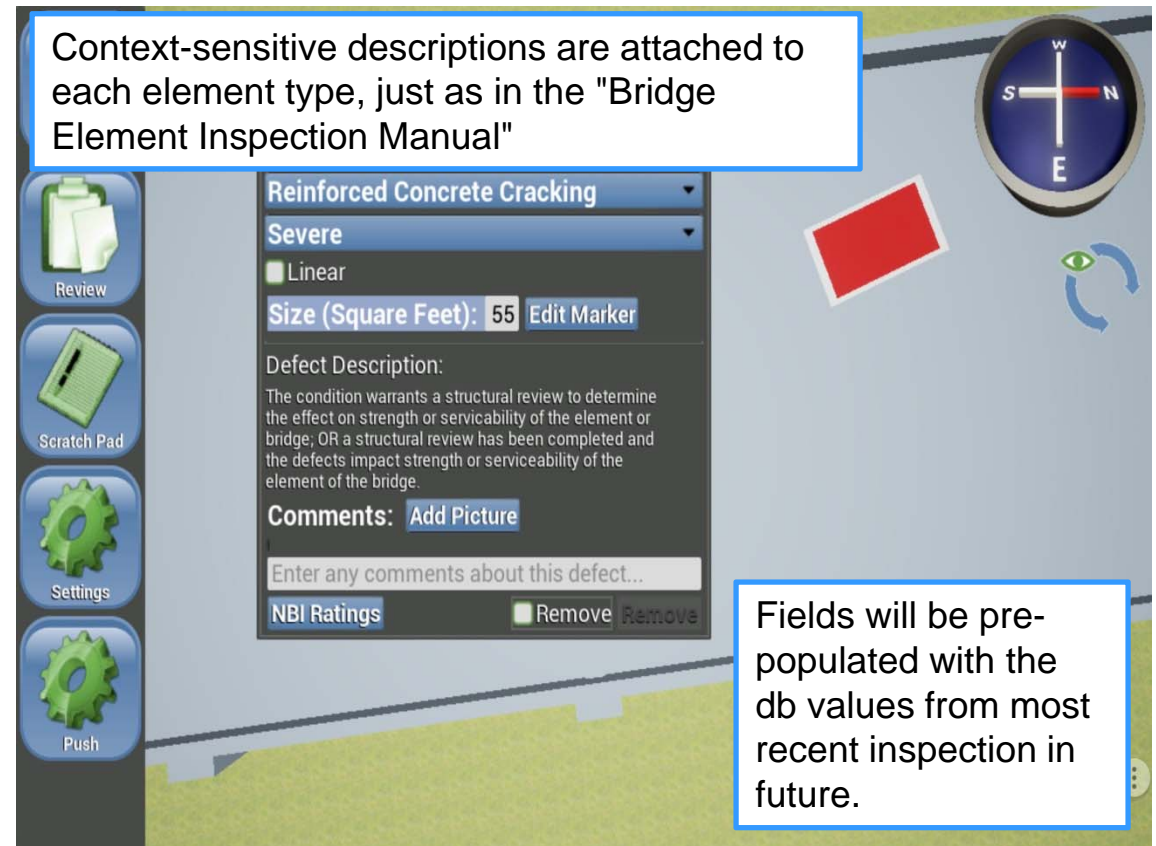 Context-sensitive descriptions are attached to
each element type, just as in the "Bridge
Element Inspection Manual"
W
S
N
E
Reinforced Concrete Cracking
Severe
Linear
Size (Square Feet): 55 Edit Marker
Defect Description:
The condition warrants a structural review to determine
the effect on strength or servicability of the element or
bridge; OR a structural review has been completed and
the defects impact strength or serviceability of the
element of the bridge.
Comments: Add Picture
Enter any comments about this defect...
NBI Ratings Remove Remove
Review
Scratch Pad
Settings
Push
Fields will be pre-
populated with the
db values from most
recent inspection in
future.